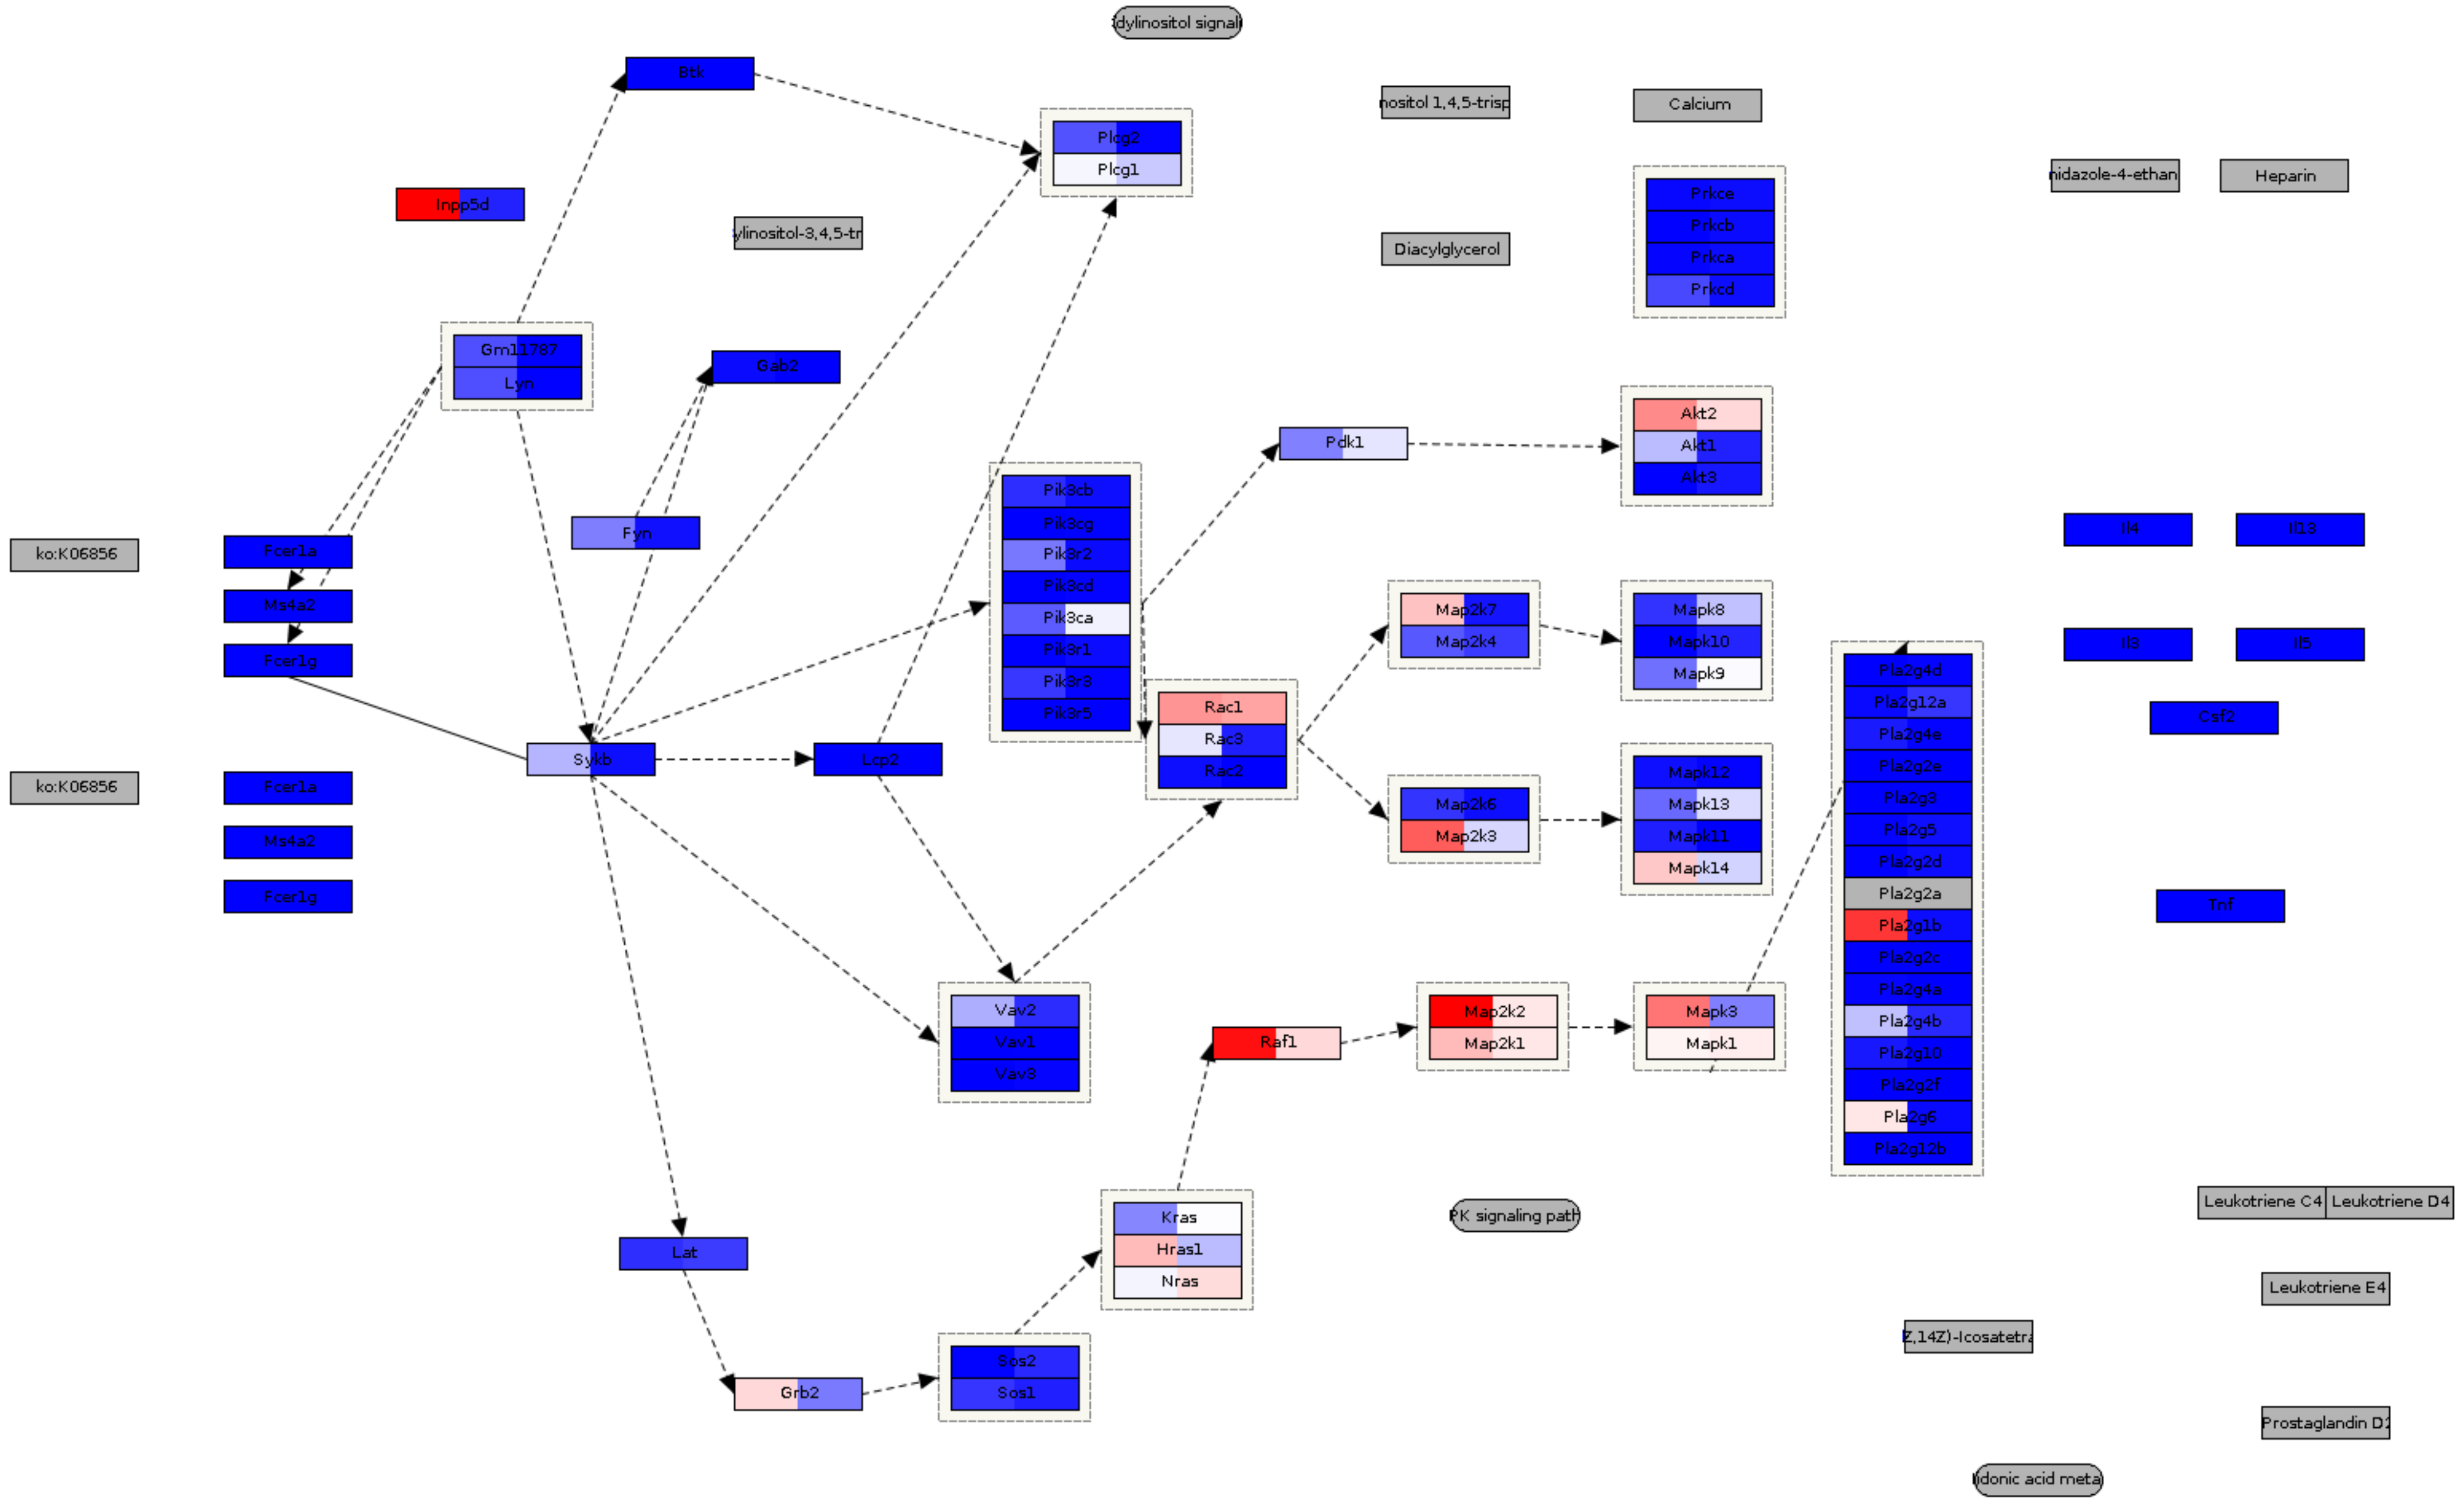 dylinositol signali
Btk
nositol 1,4,5-trisp
Calcium
Plcg2
Plcg1
nidazole-4-ethan
Heparin
Inpp5d
ylinositol-3,4,5-tr
Diacylglycerol
Prkce
Prkcb
Prkca
Prkcd
Gm11787
Lyn
Gab2
Pdk1
Akt2
Akt1
Akt3
Pik3cb
Pik3cg
Pik3r2
Pik3cd
Pik3ca
Pik3r1
Pik3r3
Pik3r5
Fyn
ko:K06856
Fcer1a
Ms4a2
Fcer1g
Il4
Il13
Il3
Il5
Csf2
Tnf
Map2k7
Map2k4
Mapk8
Mapk10
Mapk9
Rac1
Rac3
Rac2
Sykb
Lcp2
ko:K06856
Fcer1a
Ms4a2
Fcer1g
Map2k6
Map2k3
Mapk12
Mapk13
Mapk11
Mapk14
Pla2g4d
Pla2g12a
Pla2g4e
Pla2g2e
Pla2g3
Pla2g5
Pla2g2d
Pla2g2a
Pla2g1b
Pla2g2c
Pla2g4a
Pla2g4b
Pla2g10
Pla2g2f
Pla2g6
Pla2g12b
Vav2
Vav1
Vav3
Raf1
Map2k2
Map2k1
Mapk3
Mapk1
Kras
Hras1
Nras
PK signaling path
Leukotriene C4
Leukotriene D4
Lat
Leukotriene E4
Z,14Z)-Icosatetra
Sos2
Sos1
Grb2
Prostaglandin D2
idonic acid meta